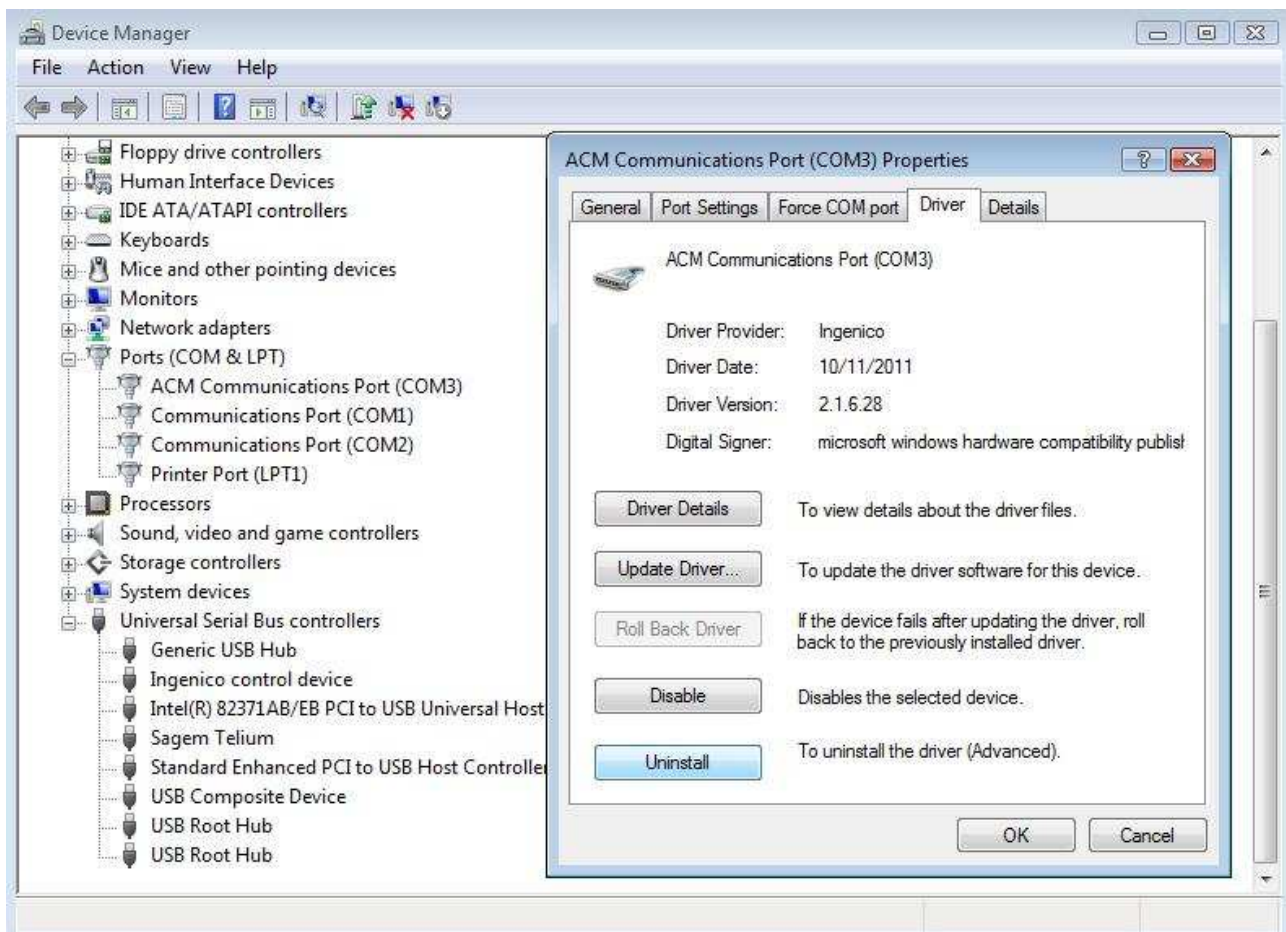 Device Manager
File Action View Help
Floppy drive controllers
Human Interface Devices
IDE ATA/ATAPI controllers
Keyboards
Mice and other pointing devices
Monitors
Network adapters
Ports (COM & LPT)
ACM Communications Port (COM3)
Communications Port (COM1)
Communications Port (COM2)
Printer Port (LPT1)
Processors
Sound, video and game controllers
Storage controllers
System devices
Universal Serial Bus controllers
Generic USB Hub
Ingenico control device
Intel(R) 82371AB/EB PCI to USB Universal Host
Sagem Telium
Standard Enhanced PCI to USB Host Controller
USB Composite Device
USB Root Hub
USB Root Hub
ACM Communications Port (COM3) Properties
General Port Settings Force COM port Driver Details
ACM Communications Port (COM3)
Driver Provider: Ingenico
Driver Date: 10/11/2011
Driver Version: 2.1.6.28
Digital Signer: microsoft windows hardware compatibility publish
Driver Details To view details about the driver files.
Update Driver... To update the driver software for this device.
Roll Back Driver If the device fails after updating the driver, roll
back to the previously installed driver.
Disable Disables the selected device.
Uninstall To uninstall the driver (Advanced).
OK Cancel